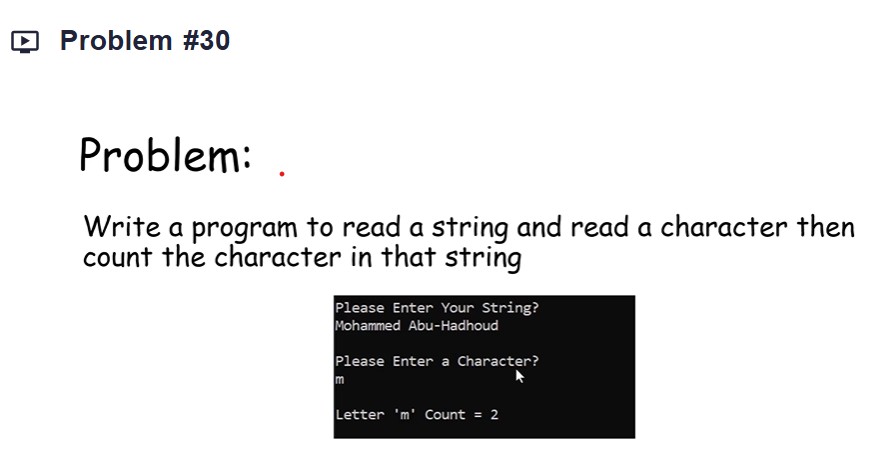 Problem #30
Problem:
Write a program to read a string and read a character then
count the character in that string
Please Enter Your String?
Mohammed Abu-Hadhoud
Please Enter a Character?
m
Letter 'm' Count = 2